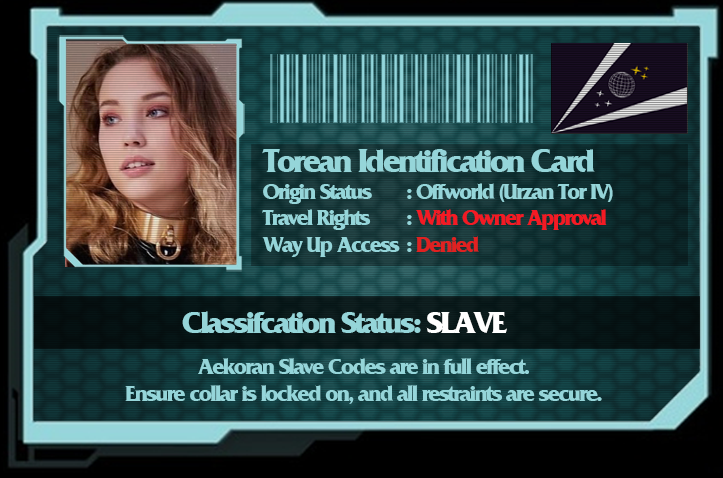 Torean Identification Card
Origin Status : Offworld (Urzan Tor IV)
Travel Rights : With Owner Approval
Way Up Access : Denied
Classifcation Status: SLAVE
Aekoran Slave Codes are in full effect.
Ensure collar is locked on, and all restraints are secure.